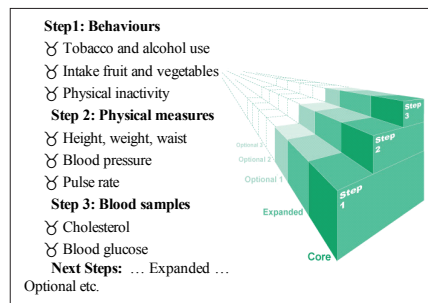 Step1: Behaviours
♉ Tobacco and alcohol use
♉ Intake fruit and vegetables
♉ Physical inactivity
Step 2: Physical measures
♉ Height, weight, waist
♉ Blood pressure
♉ Pulse rate
Step 3: Blood samples
♉ Cholesterol
♉ Blood glucose
Next Steps: … Expanded …
Optional etc.
Step 3
Step 2
Step 1
Optional 3
Optional 2
Optional 1
Expanded
Core